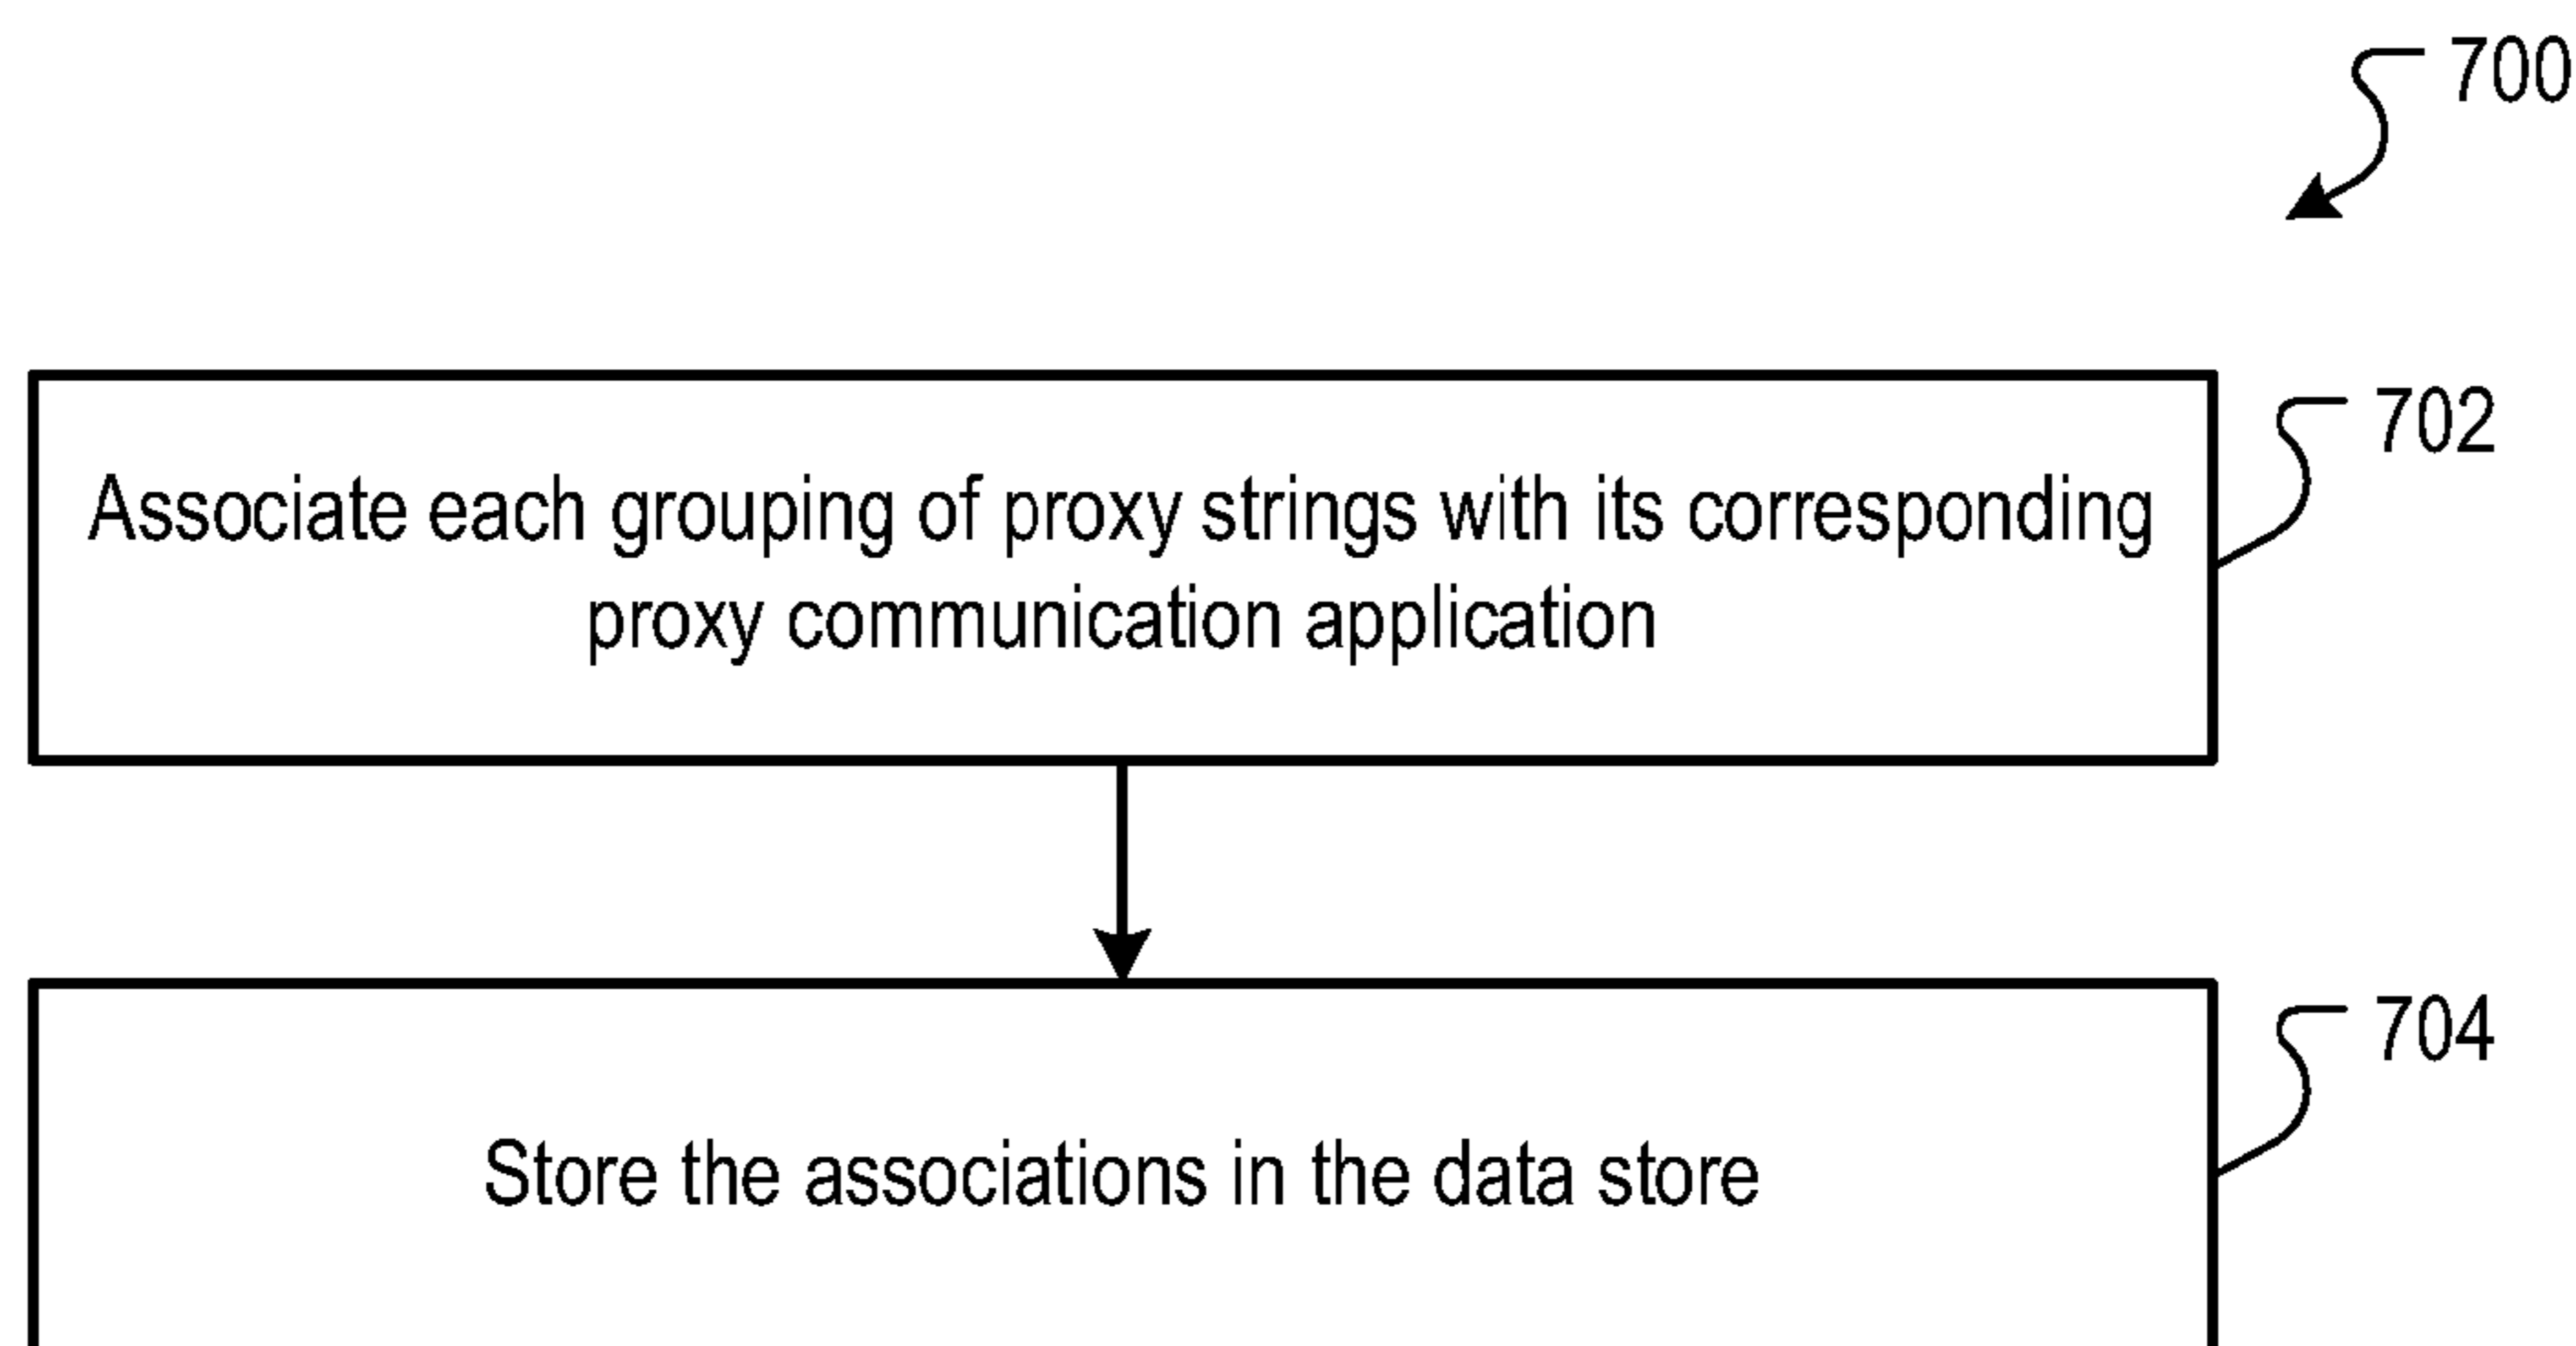 700
702
Associate each grouping of proxy strings with its corresponding
proxy communication application
704
Store the associations in the data store